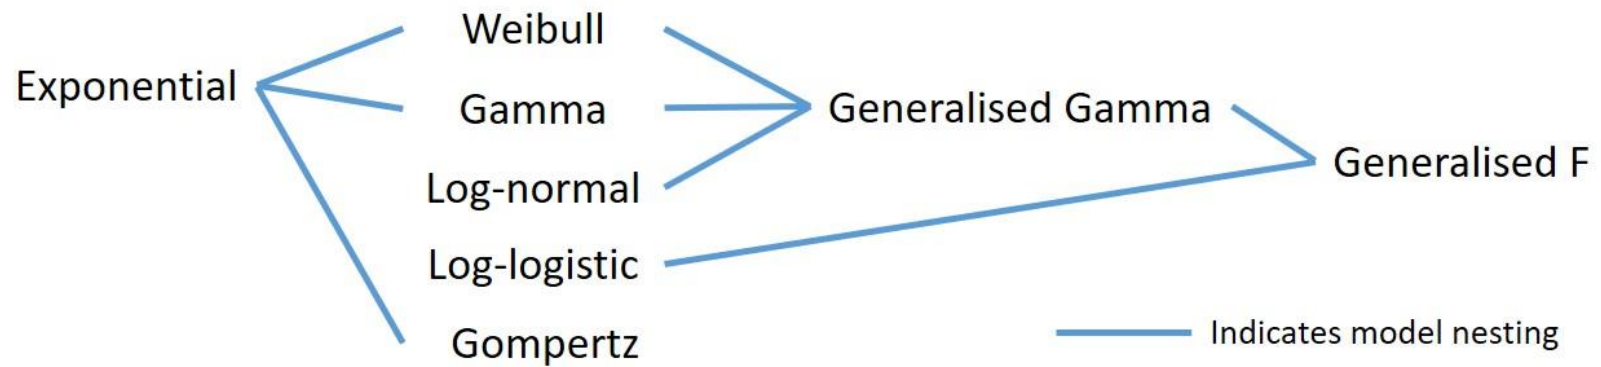 Exponential
Weibull
Gamma
Log-normal
Log-logistic
Gompertz
Generalised Gamma
Generalised F
Indicates model nesting